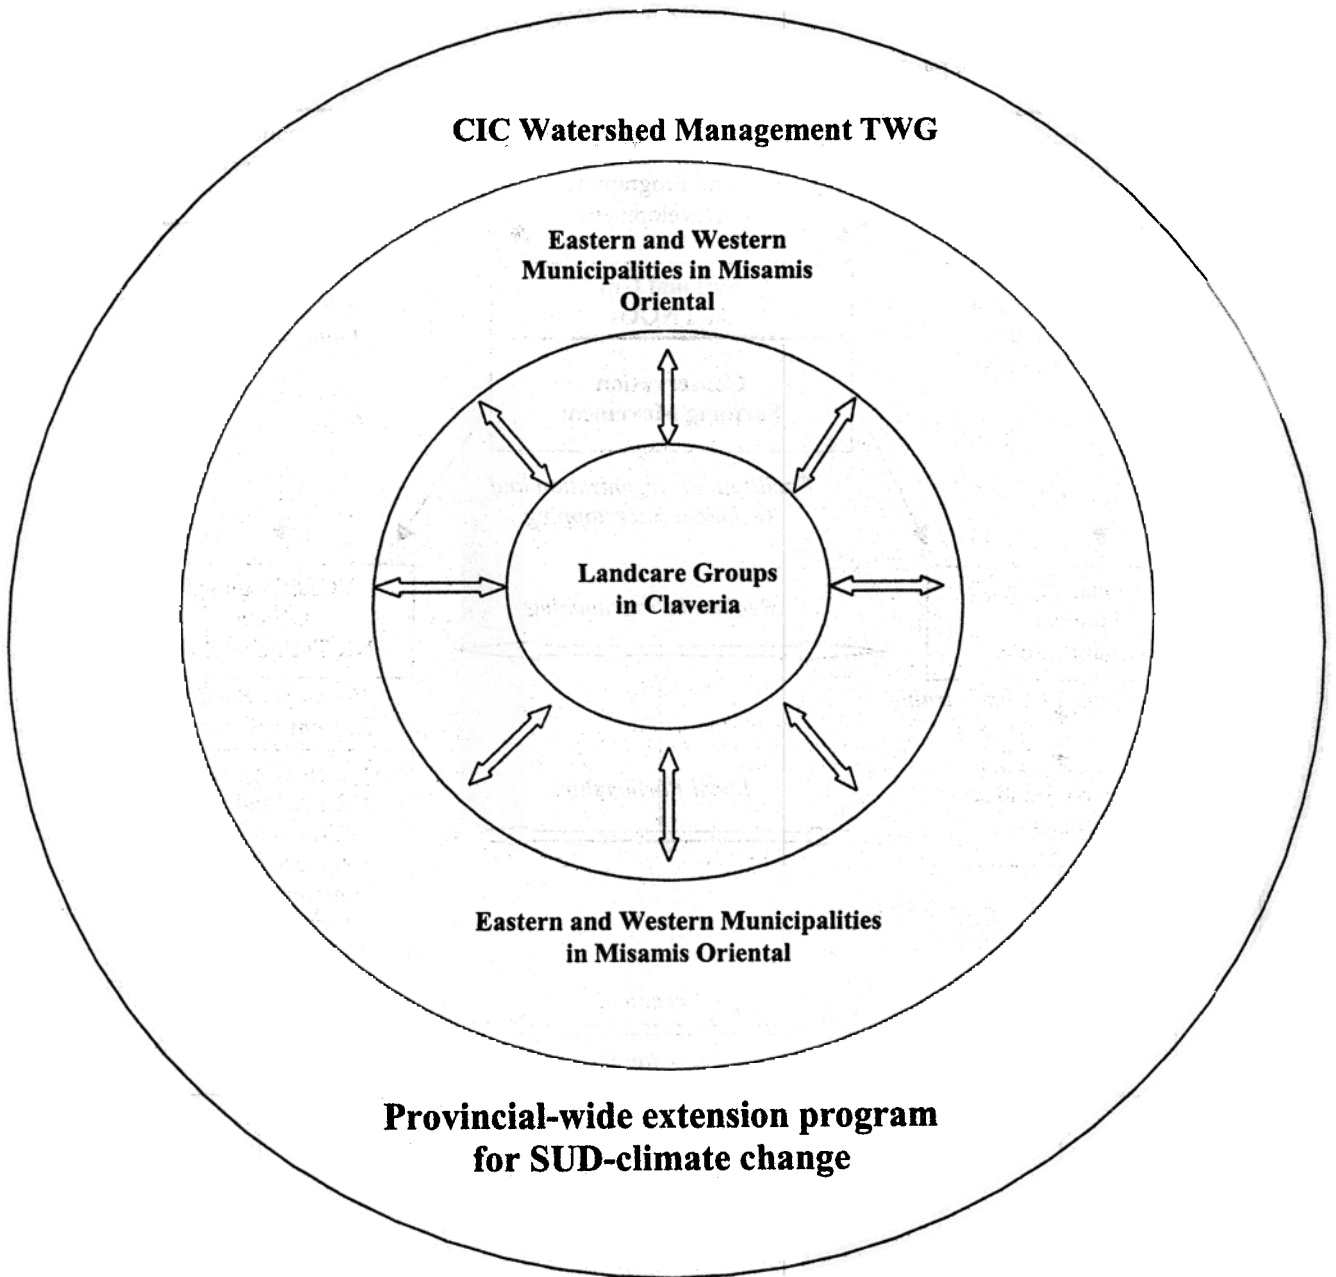 CIC Watershed Management TWG
Eastern and Western
Municipalities in Misamis
Oriental
Landcare Groups
in Claveria
Eastern and Western Municipalities
in Misamis Oriental
Provincial-wide extension program
for SUD-climate change